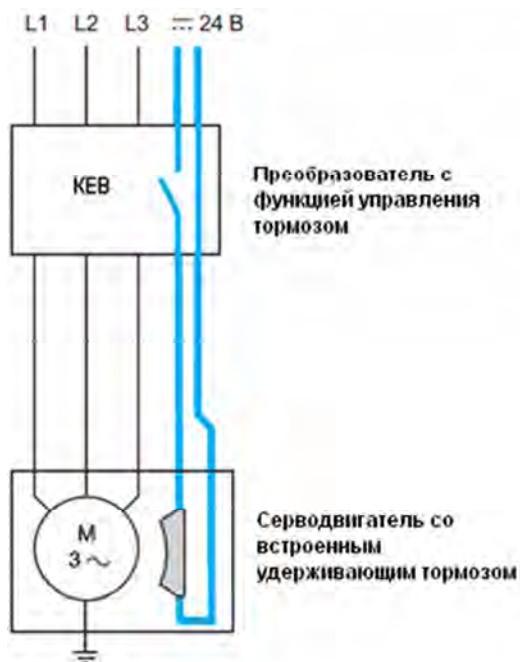 L1 L2 L3 24 В
KEB
Преобразователь с
функцией управления
тормозом
M
3
Серводвигатель со
встроенным
удерживающим тормозом